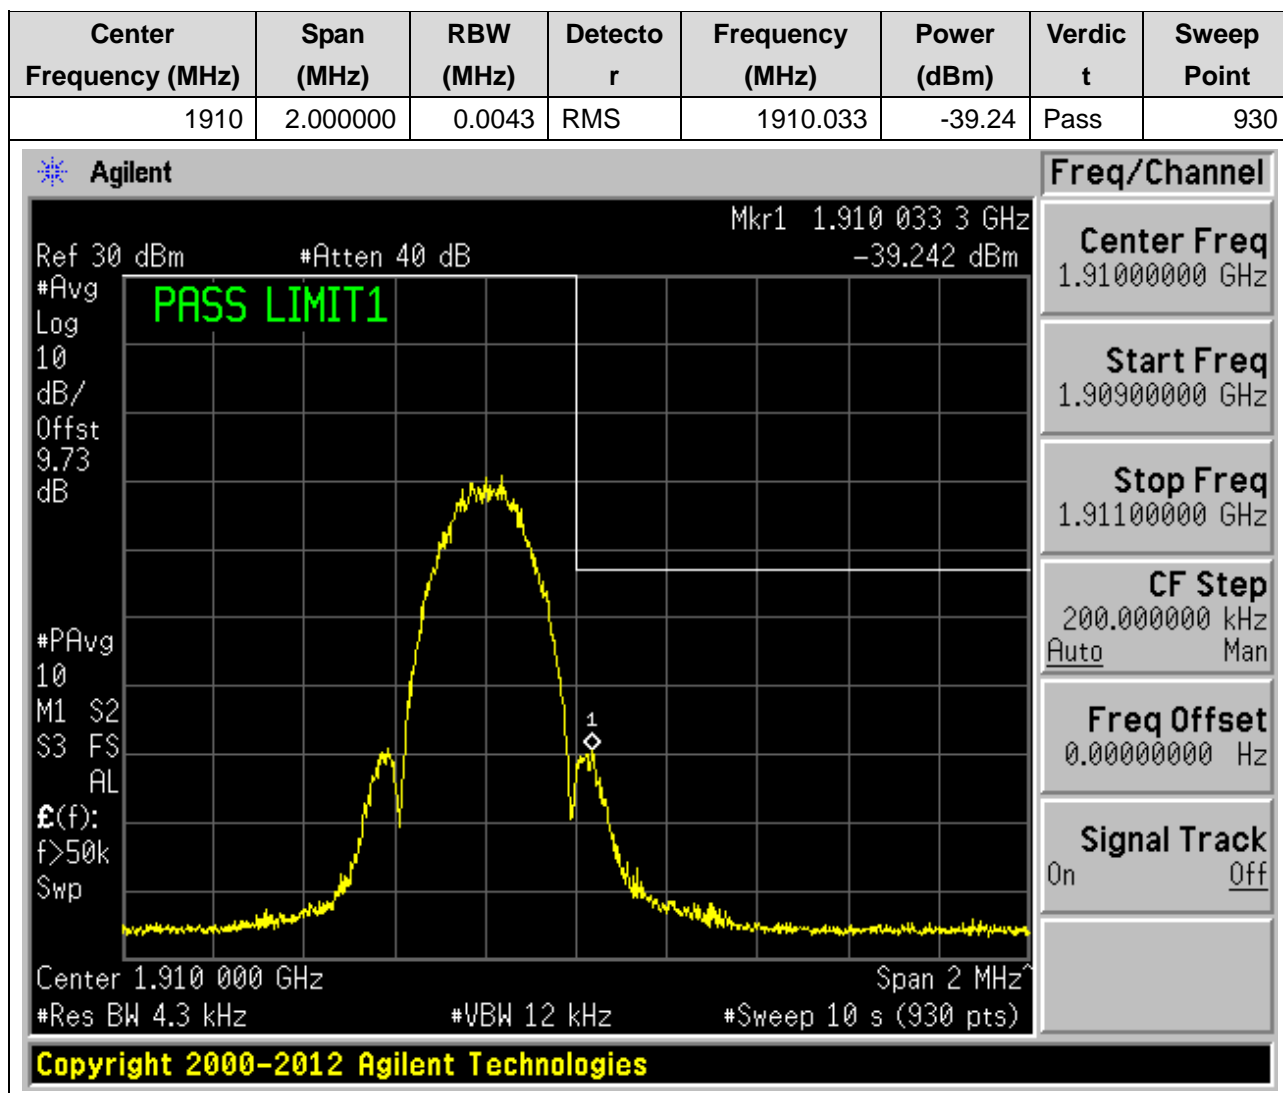 Center Span RBW Detecto Frequency Power Verdic Sweep
Frequency (MHz) (MHz) (MHz) r (MHz) (dBm) t Point
1910 2.000000 0.0043 RMS 1910.033 -39.24 Pass 930
Agilent Freq/Channel
Mkr1 1.910 033 3 GHz
Ref 30 dBm #Atten 40 dB -39.242 dBm
#Avg
Log
10
dB/
Offst
9.73
dB
PASS LIMIT1
#PAvg
10
M1 S2
S3 FS
AL
£(f):
f>50k
Swp
1
Center 1.910 000 GHz Span 2 MHz^
#Res BW 4.3 kHz #VBW 12 kHz #Sweep 10 s (930 pts)
Center Freq
1.91000000 GHz
Start Freq
1.90900000 GHz
Stop Freq
1.91100000 GHz
CF Step
200.000000 kHz
Auto Man
Freq Offset
0.00000000 Hz
Signal Track
On Off
Copyright 2000-2012 Agilent Technologies